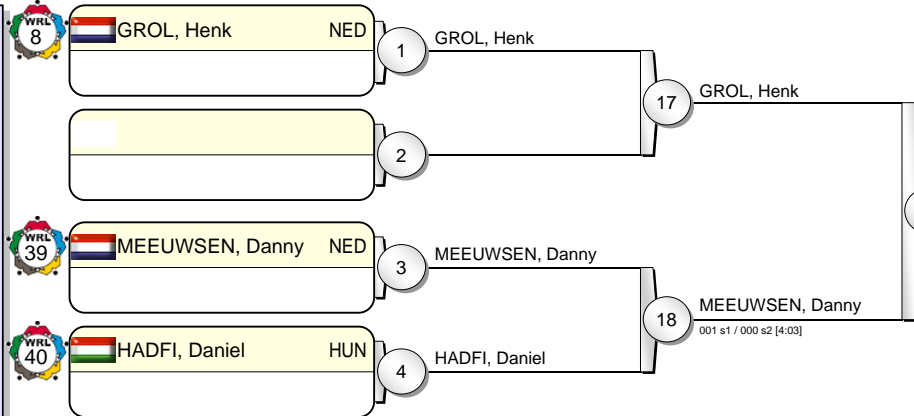 WRL
8
GROL, Henk NED
1
GROL, Henk
17
GROL, Henk
2
WRL
39
MEEUWSEN, Danny NED
3
MEEUWSEN, Danny
18
MEEUWSEN, Danny
001 s1 / 000 s2 [4:03]
WRL
40
HADFI, Daniel HUN
4
HADFI, Daniel